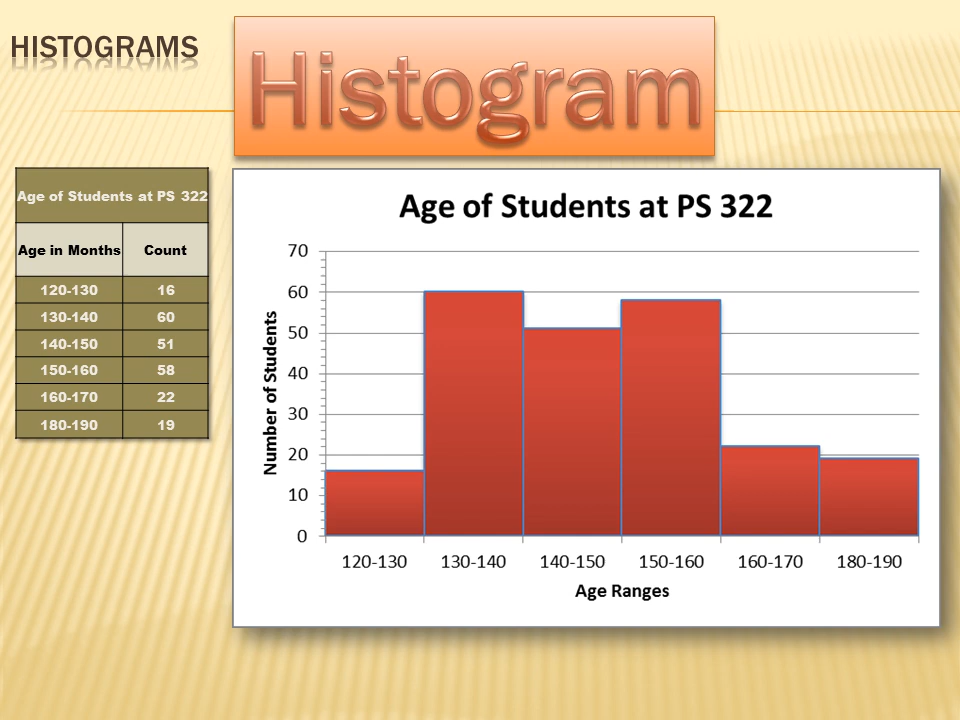 HISTOGRAMS
Histogram
Age of Students at PS 322
Age in Months Count
120-130 16
130-140 60
140-150 51
150-160 58
160-170 22
180-190 19
Age of Students at PS 322
Number of Students
70
60
50
40
30
20
10
0
120-130 130-140 140-150 150-160 160-170 180-190
Age Ranges